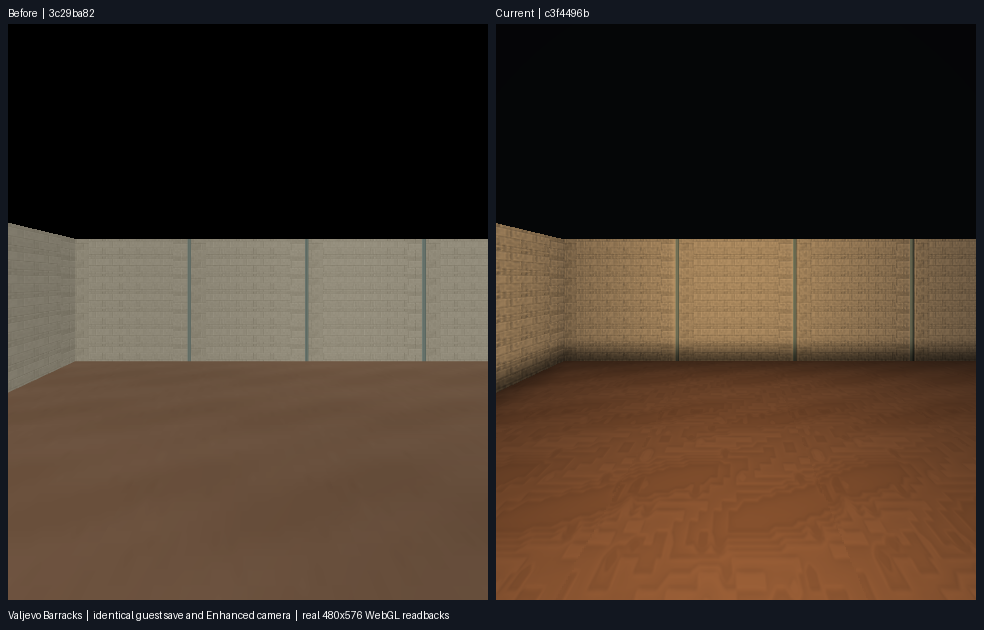 Before | 3c29ba82
Current | c3f4496b
Valjevo Barracks | identical guest save and Enhanced camera | real 480x576 WebGL readbacks